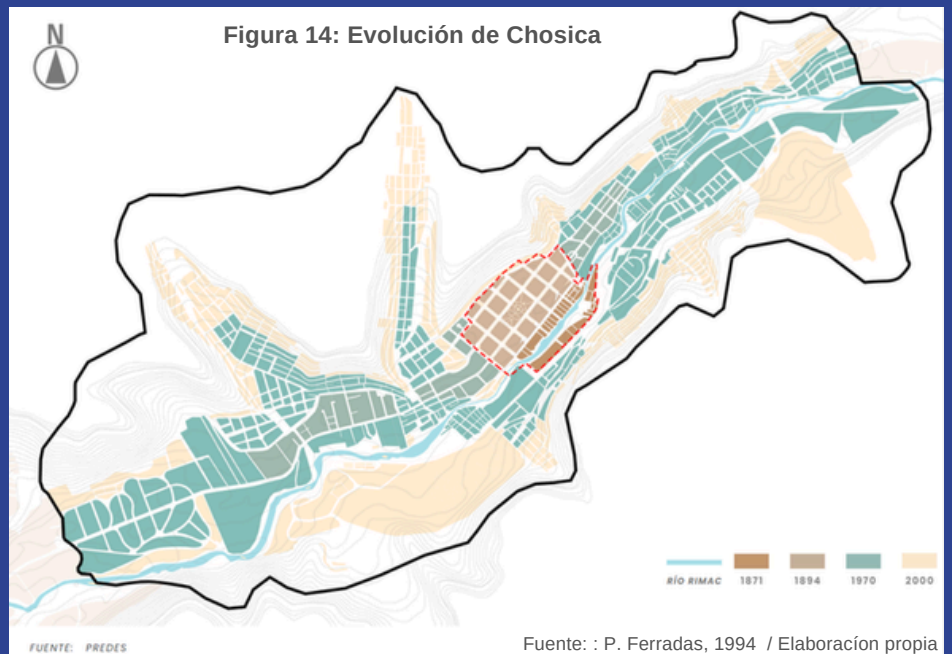 Figura 14: Evolución de Chosica
N
RÍO RIMAC
1871
1894
1970
2000
FUENTE: PREDES
Fuente: : P. Ferradas, 1994 / Elaboracíon propia